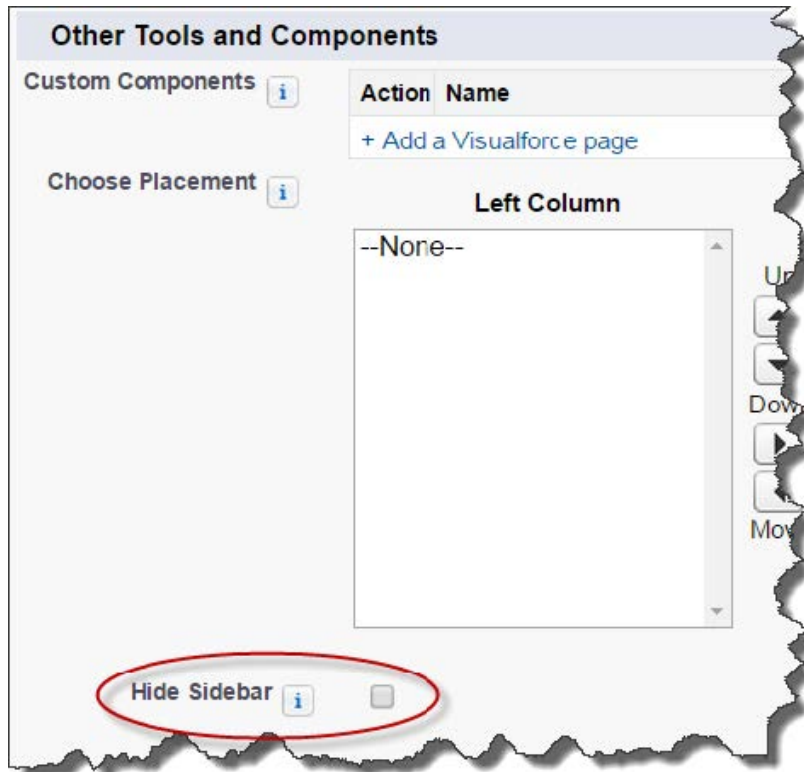 Other Tools and Components
Custom Components
Action Name
+ Add a Visualforce page
Choose Placement
Left Column
--None--
Hide Sidebar